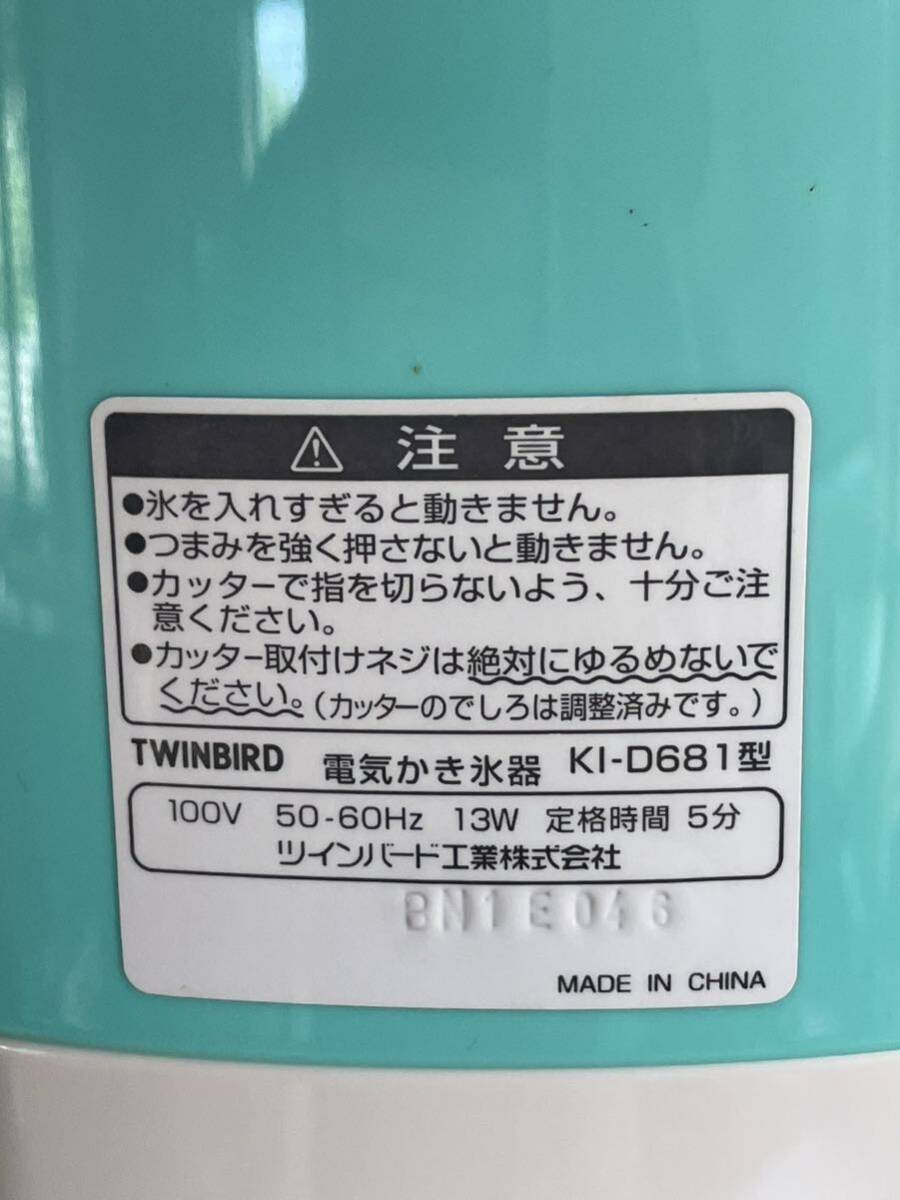 ⚠ 注意
●氷を入れすぎると動きません。
●つまみを強く押さないと動きません。
●カッターで指を切らないよう、十分ご注
意ください。
●カッター取付けネジは絶対にゆるめないで
ください。(カッターのでしろは調整済みです。)
TWINBIRD 電気かき氷器 KI-D681型
100V 50-60Hz 13W 定格時間 5分
ツインバード工業株式会社
BN1E046
MADE IN CHINA